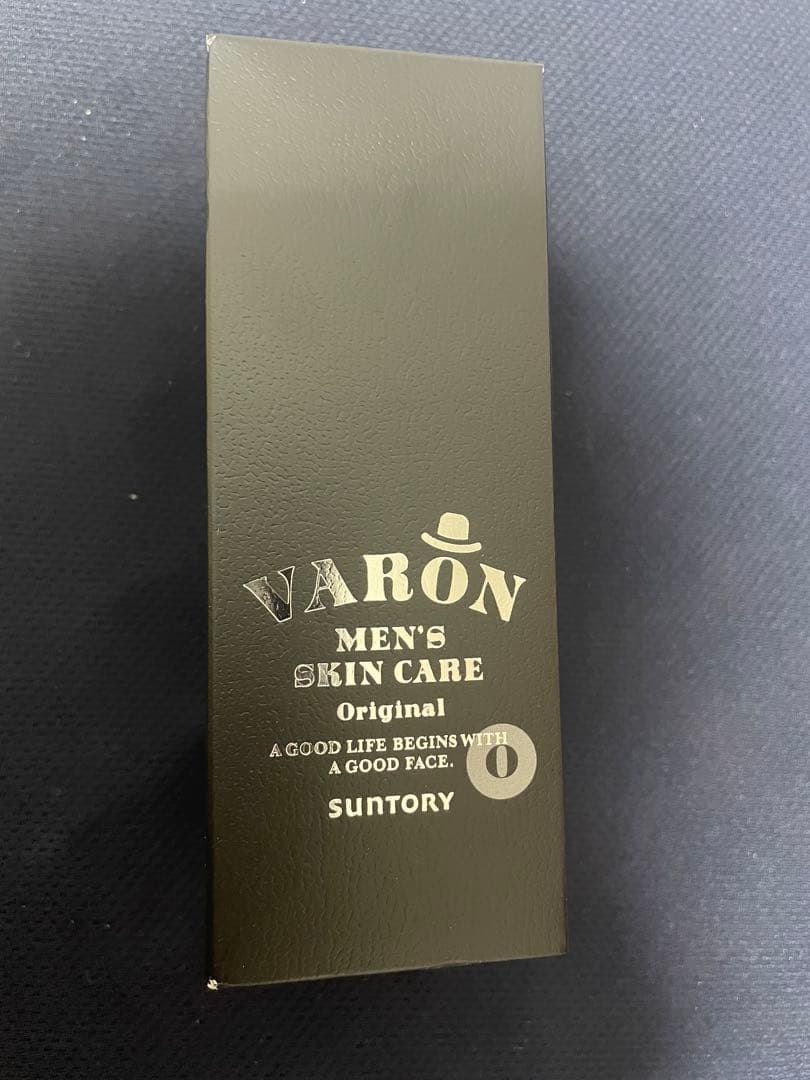 VARON
MEN'S
SKIN CARE
Original
A GOOD LIFE BEGINS WITH
A GOOD FACE.
O
SUNTORY